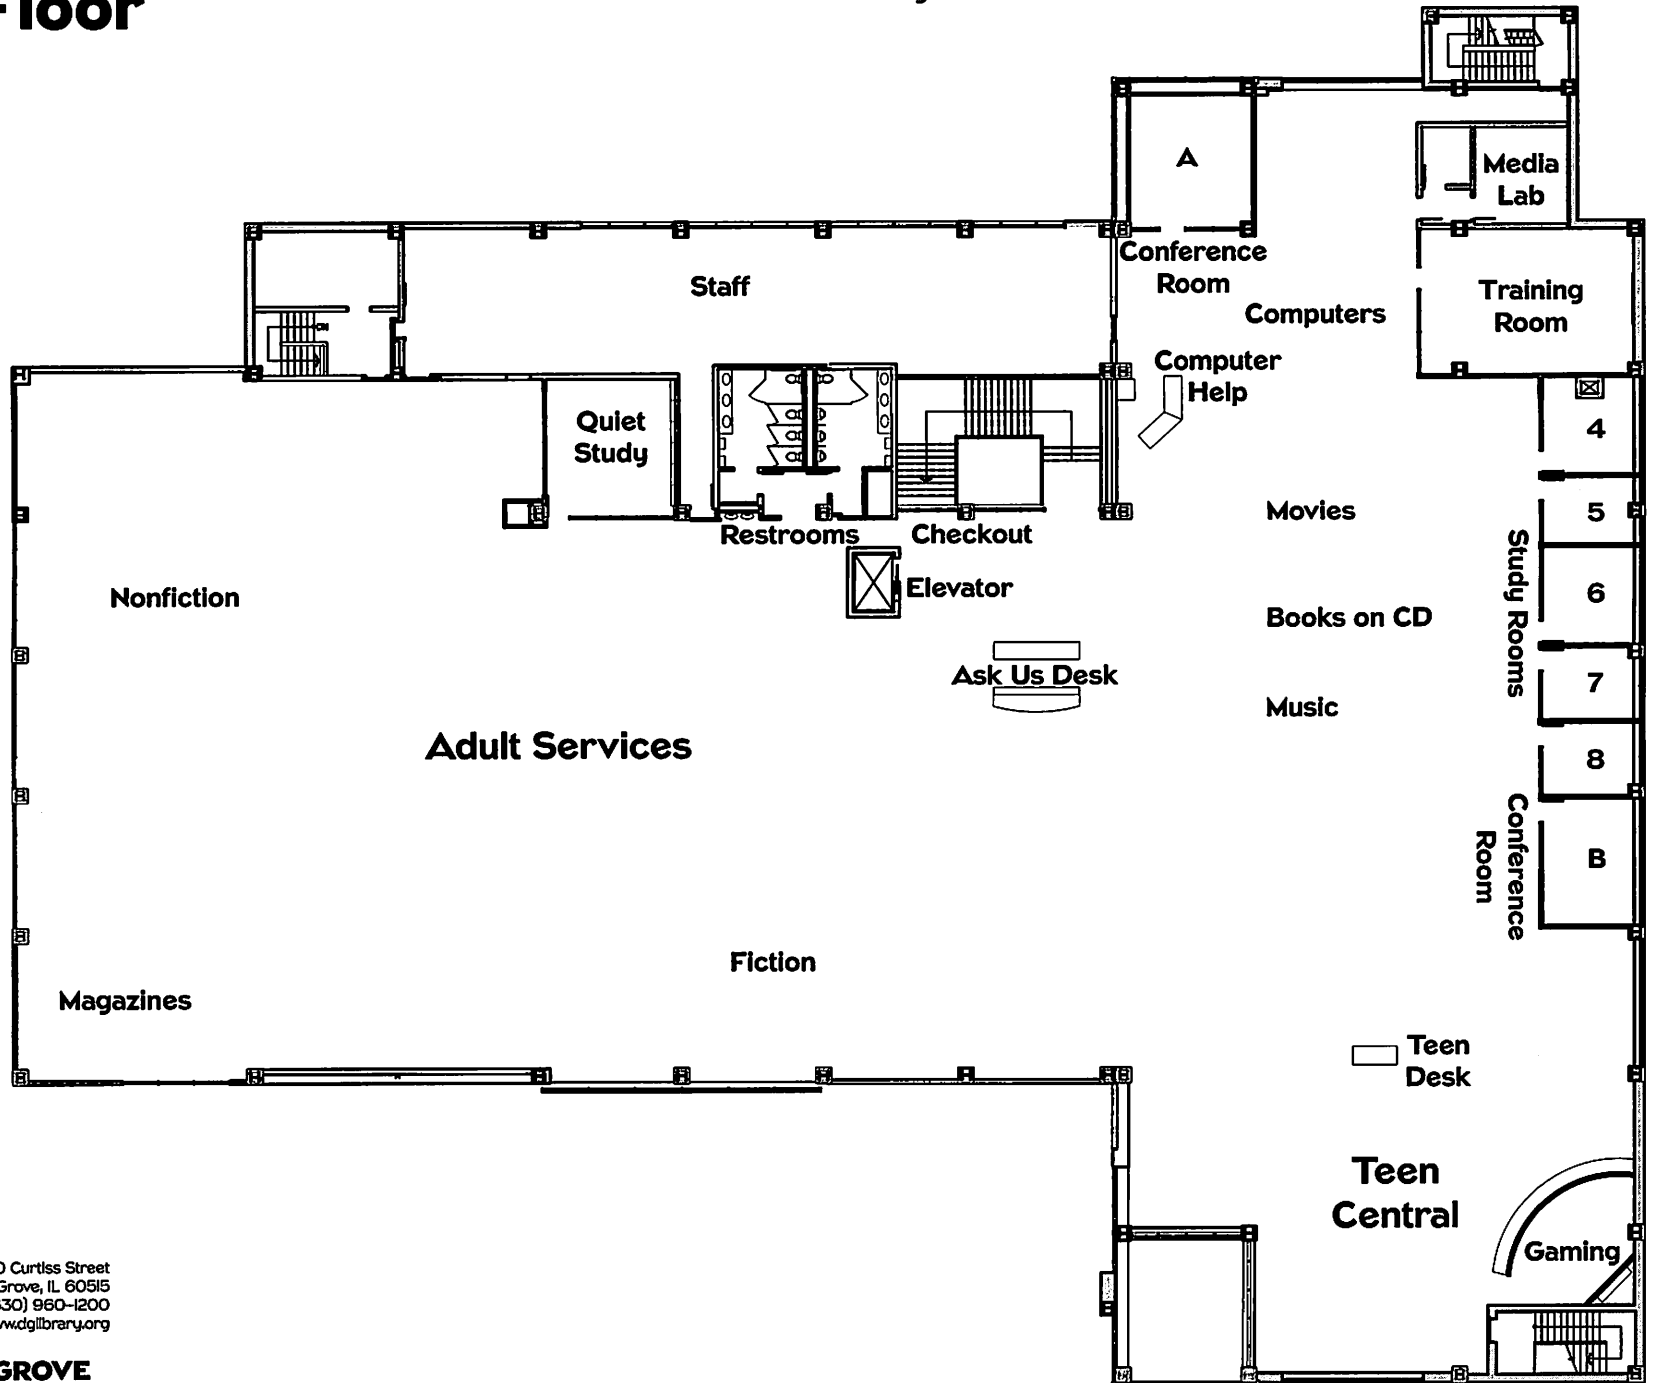 Floor
A
Media
Lab
Conference
Room
Staff
Training
Room
Computers
Computer
Help
Quiet
Study
4
Movies
5
Restrooms
Checkout
Study Rooms
Elevator
6
Nonfiction
Books on CD
Ask Us Desk
7
Music
Adult Services
8
Conference
Room
B
Fiction
Magazines
Teen
Desk
Teen
Central
Gaming
Curtiss Street
Grove, IL 60515
960-1200
dglibrary.org
GROVE